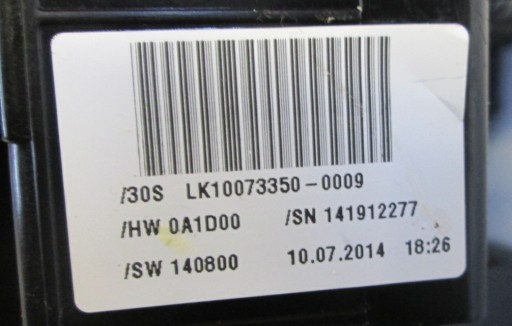 /30S LK10073350-0009
/HW 0A1D00 /SN 141912277
/SW 140800 10.07.2014 18:26